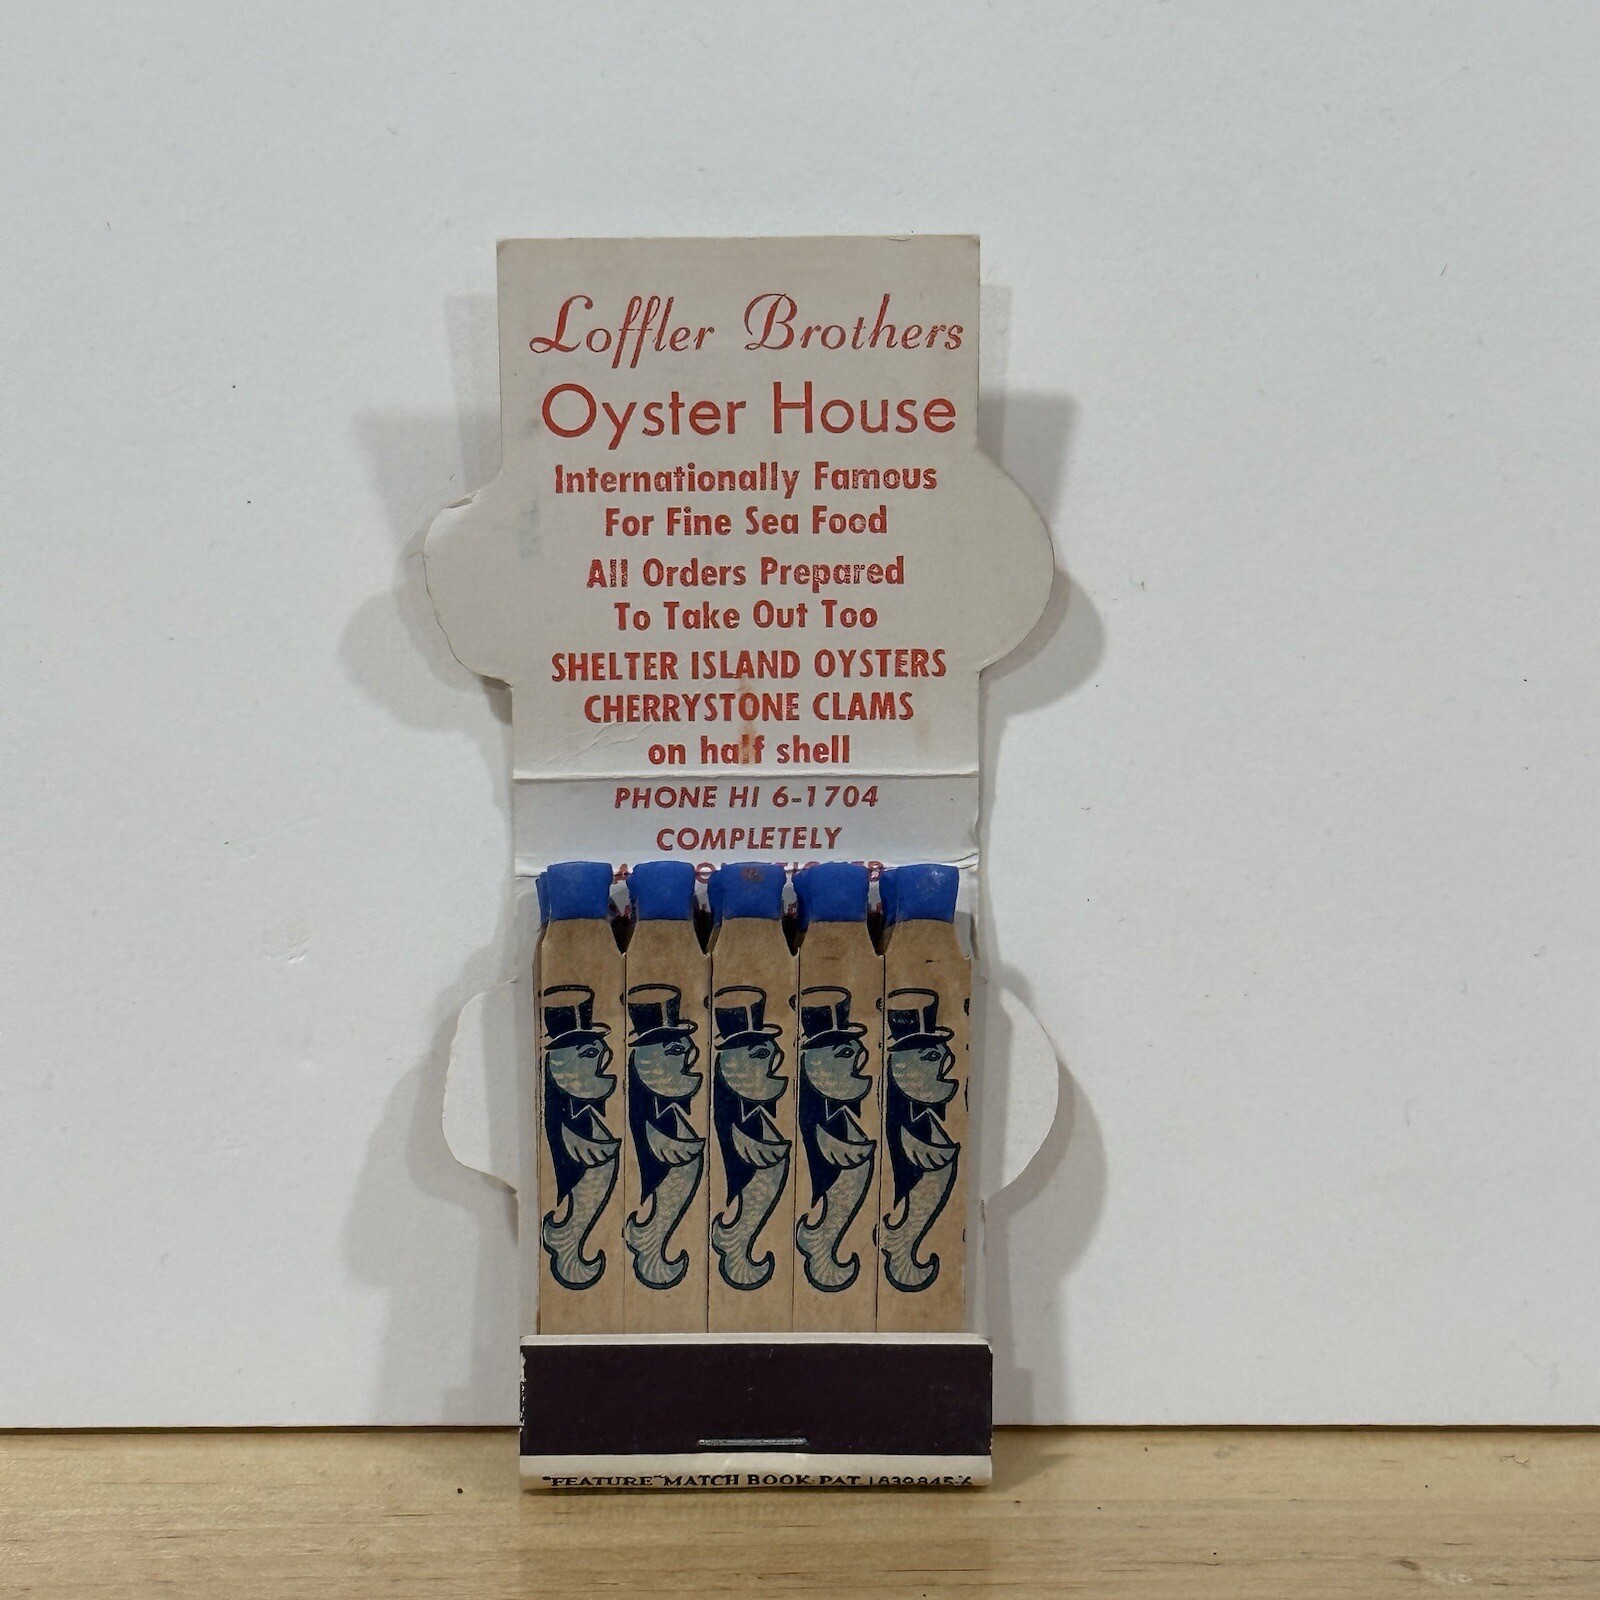 Loffler Brothers
Oyster House
Internationally Famous
For Fine Sea Food
All Orders Prepared
To Take Out Too
SHELTER ISLAND OYSTERS
CHERRYSTONE CLAMS
on half shell
PHONE HI 6-1704
COMPLETELY
"FEATURE" MATCH BOOK PAT.